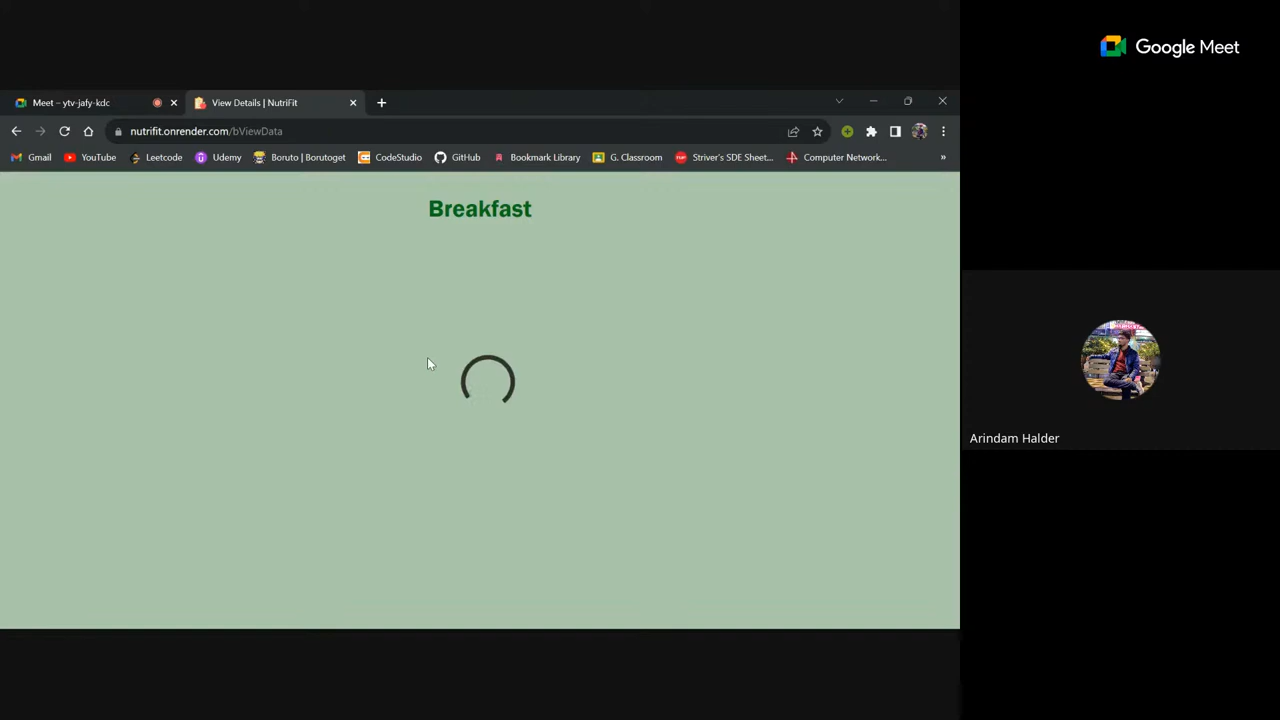 Google Meet
Meet – ytv-jafy-kdc
View Details | NutriFit
nutrifit.onrender.com/bViewData
Gmail
YouTube
Leetcode
Udemy
Boruto | Borutoget
CodeStudio
GitHub
Bookmark Library
G. Classroom
Striver's SDE Sheet...
Computer Network...
»
Breakfast
Arindam Halder